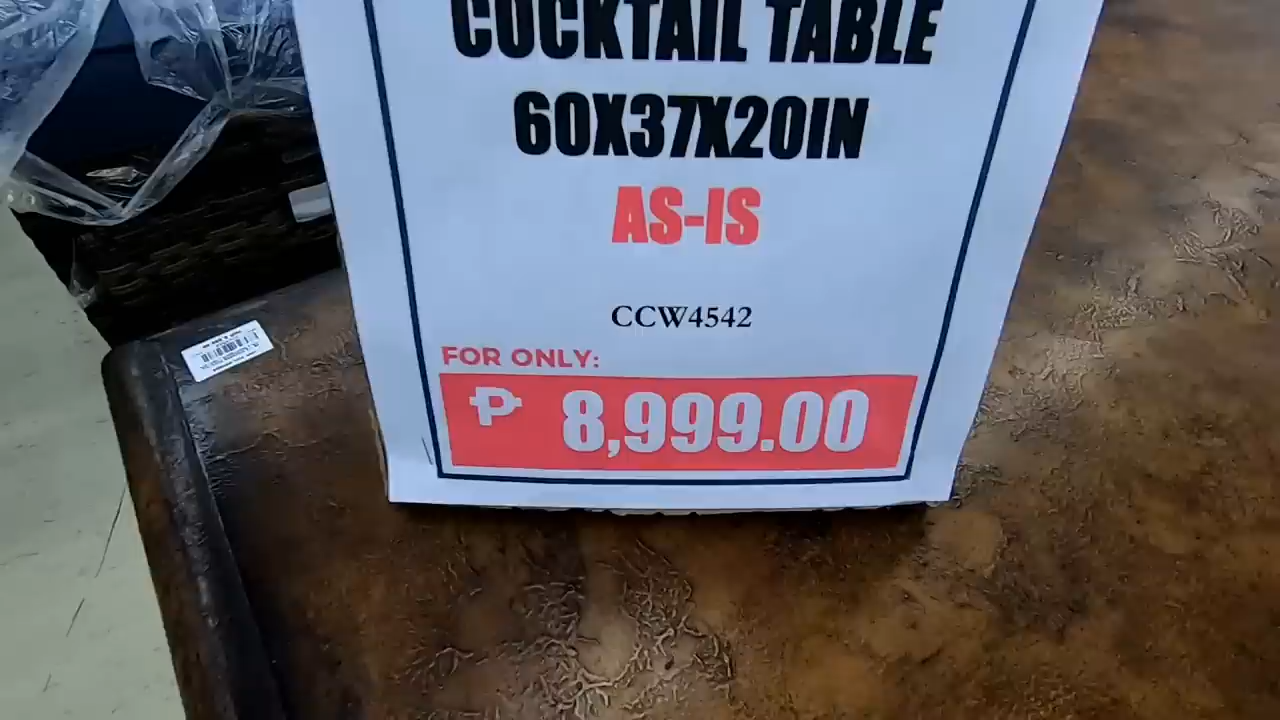 COCKTAIL TABLE
60X37X20IN
AS-IS
CCW4542
FOR ONLY:
₱ 8,999.00